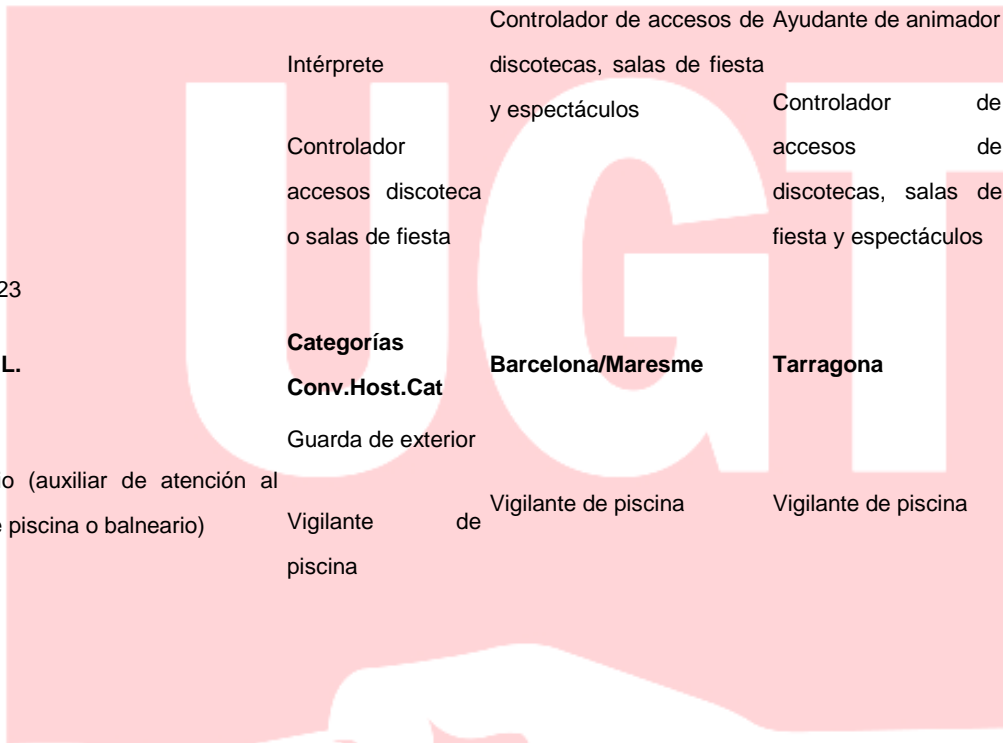 Controlador de accesos de
discotecas, salas de fiesta
y espectáculos
Ayudante de animador
Intérprete
Controlador de
accesos de
discotecas, salas de
fiesta y espectáculos
Controlador
accesos discoteca
o salas de fiesta
23
L.
Categorías
Conv.Host.Cat
Barcelona/Maresme
Tarragona
Guarda de exterior
(auxiliar de atención al
piscina o balneario)
Vigilante de
piscina
Vigilante de piscina
Vigilante de piscina
UGT